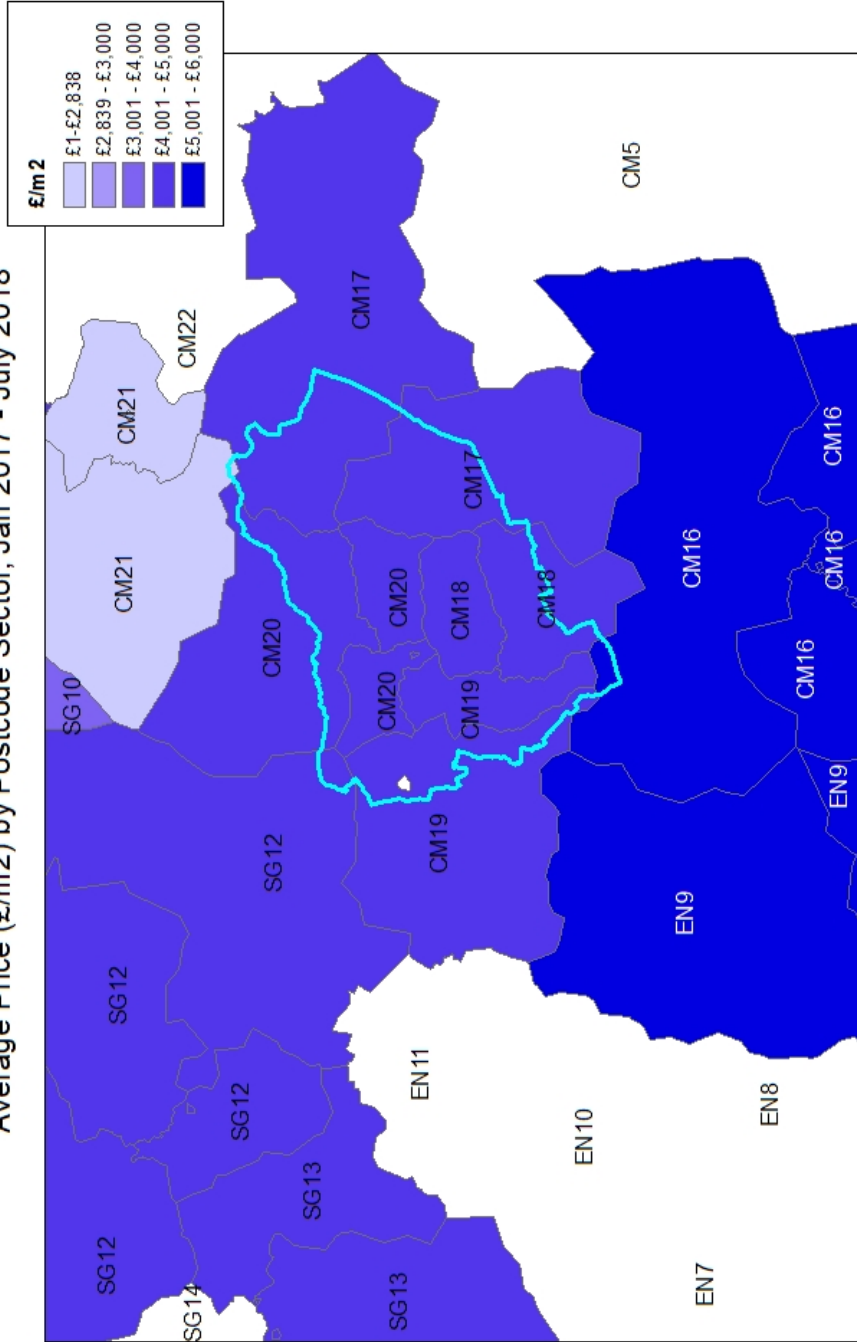 Average Price (£/m2) by Postcode Sector, Jan 2017 - July 2018
£/m2
£1-£2,838
£2,839 - £3,000
£3,001 - £4,000
£4,001 - £5,000
£5,001 - £6,000
SG10
SG12
SG12
CM21
CM21
CM22
SG14
SG12
SG12
CM20
SG13
CM17
SG13
CM20
CM20
EN11
CM19
CM19
CM18
CM17
CM18
EN10
CM5
EN9
CM16
EN7
EN8
CM16
CM16
CM16
EN9